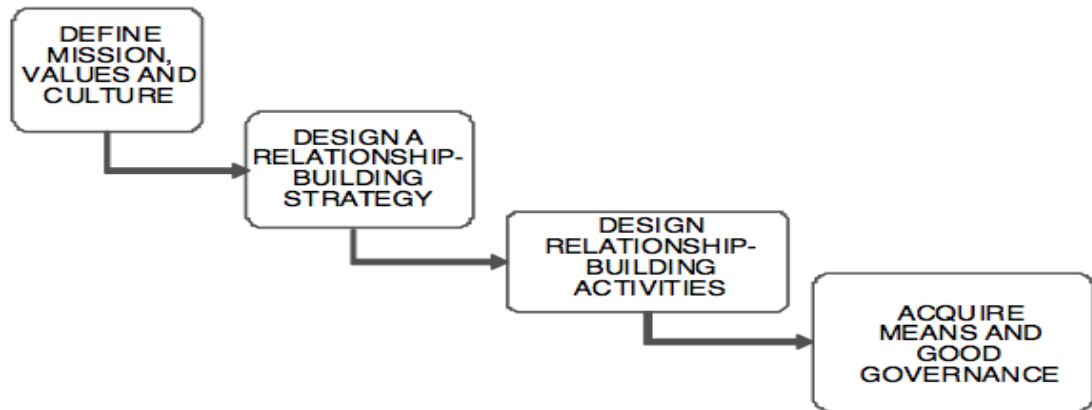 DEFINE
MISSION,
VALUES AND
CULTURE
DESIGN A
RELATIONSHIP-
BUILDING
STRATEGY
DESIGN
RELATIONSHIP-
BUILDING
ACTIVITIES
ACQUIRE
MEANS AND
GOOD
GOVERNANCE